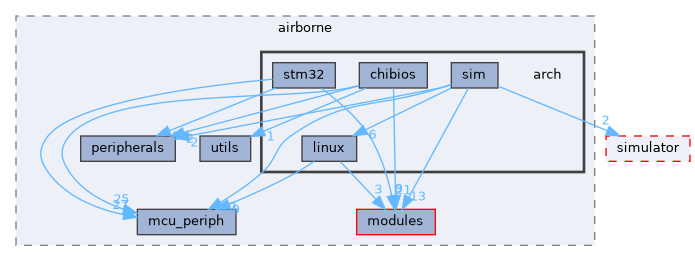 airborne
stm32
chibios
sim
arch
2
peripherals
2
utils
1
linux
6
simulator
3
13
25
mcu_periph
modules